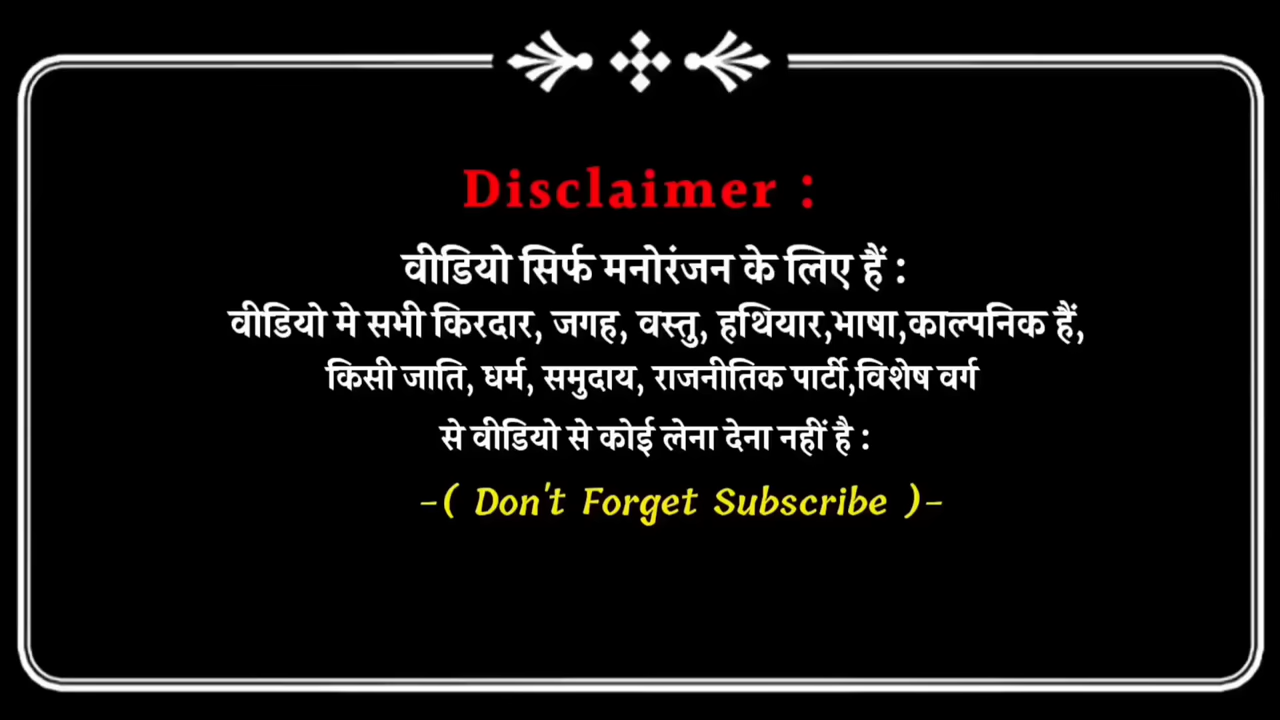 Disclaimer :
वीडियो सिर्फ मनोरंजन के लिए हैं :
वीडियो मे सभी किरदार, जगह, वस्तु, हथियार,भाषा,काल्पनिक हैं,
किसी जाति, धर्म, समुदाय, राजनीतिक पार्टी,विशेष वर्ग
से वीडियो से कोई लेना देना नहीं है :
-( Don't Forget Subscribe )-